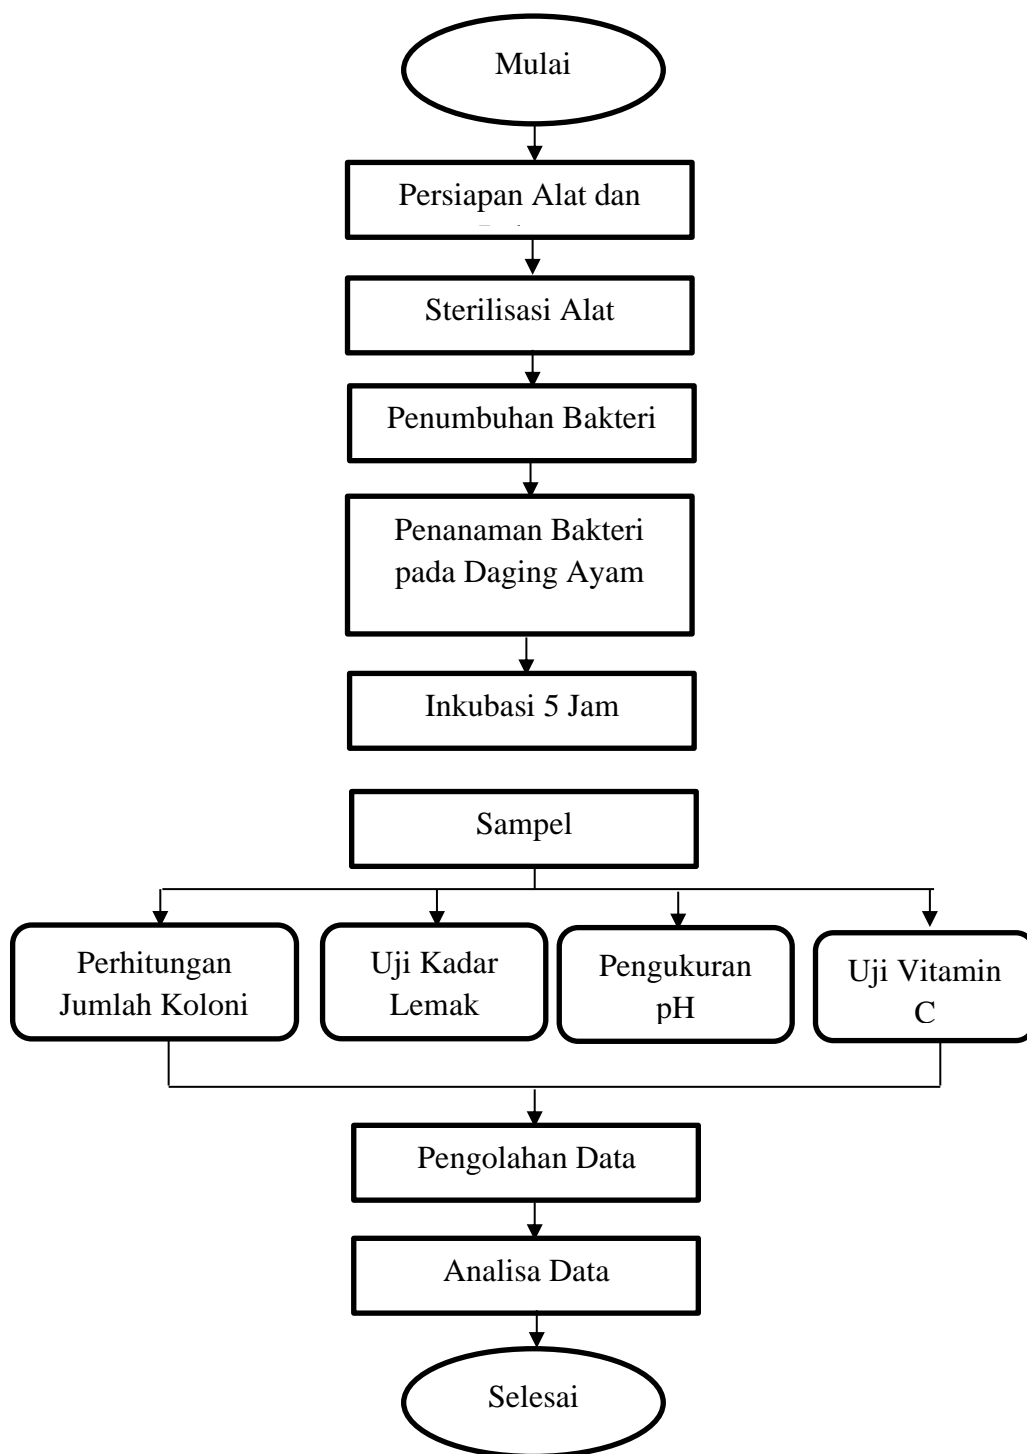 Mulai
Persiapan Alat dan
Sterilisasi Alat
Penumbuhan Bakteri
Penanaman Bakteri
pada Daging Ayam
Inkubasi 5 Jam
Sampel
Perhitungan
Jumlah Koloni
Uji Kadar
Lemak
Pengukuran
pH
Uji Vitamin
C
Pengolahan Data
Analisa Data
Selesai